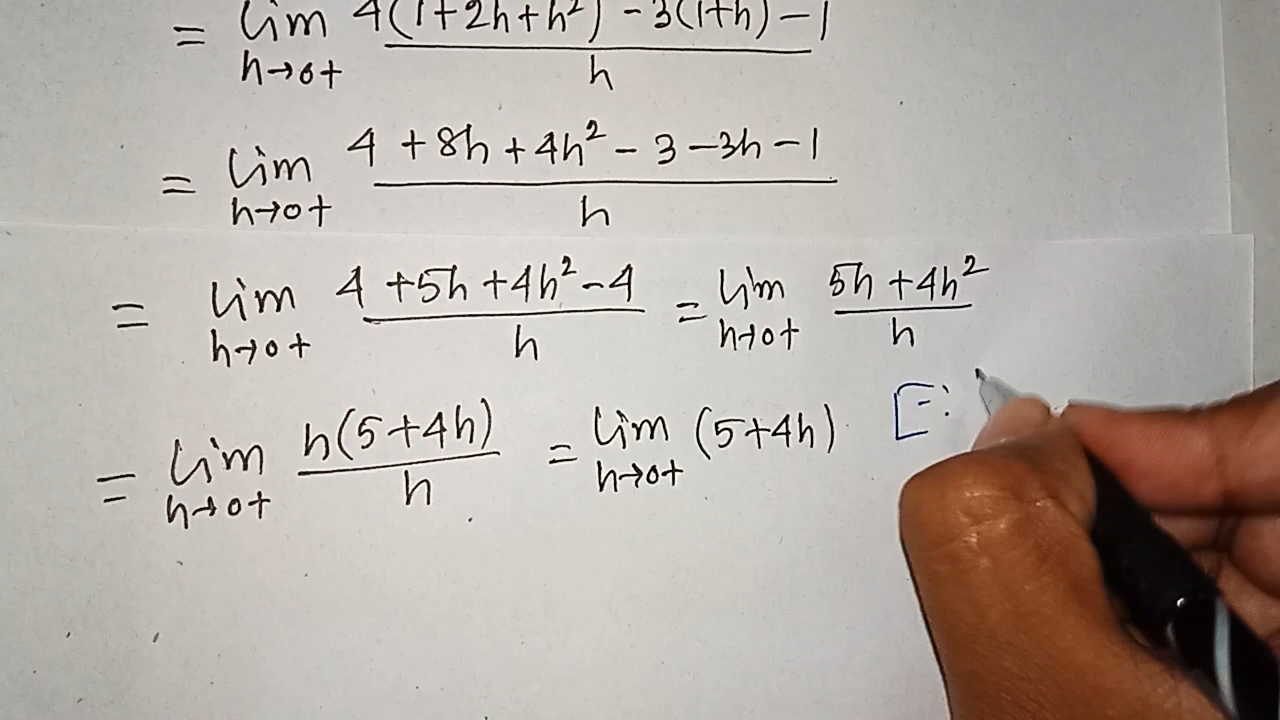 = lim h→0+ 4(1+2h+h²) - 3(1+h) - 1 / h
= lim h→0+ 4 + 8h + 4h² - 3 - 3h - 1 / h
= lim h→0+ 4 + 5h + 4h² - 4 / h = lim h→0+ 5h + 4h² / h
= lim h→0+ h(5+4h) / h = lim h→0+ (5+4h) [∵